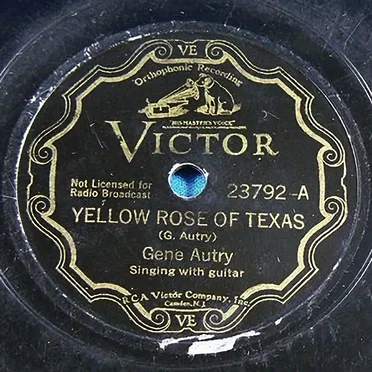 VE
Orthophonic Recording
"HIS MASTER'S VOICE"
VICTOR
Not Licensed for
Radio Broadcast
23792-A
YELLOW ROSE OF TEXAS
(G. Autry)
Gene Autry
Singing with guitar
RCA Victor Company, Inc.
Camden, N.J.
VE